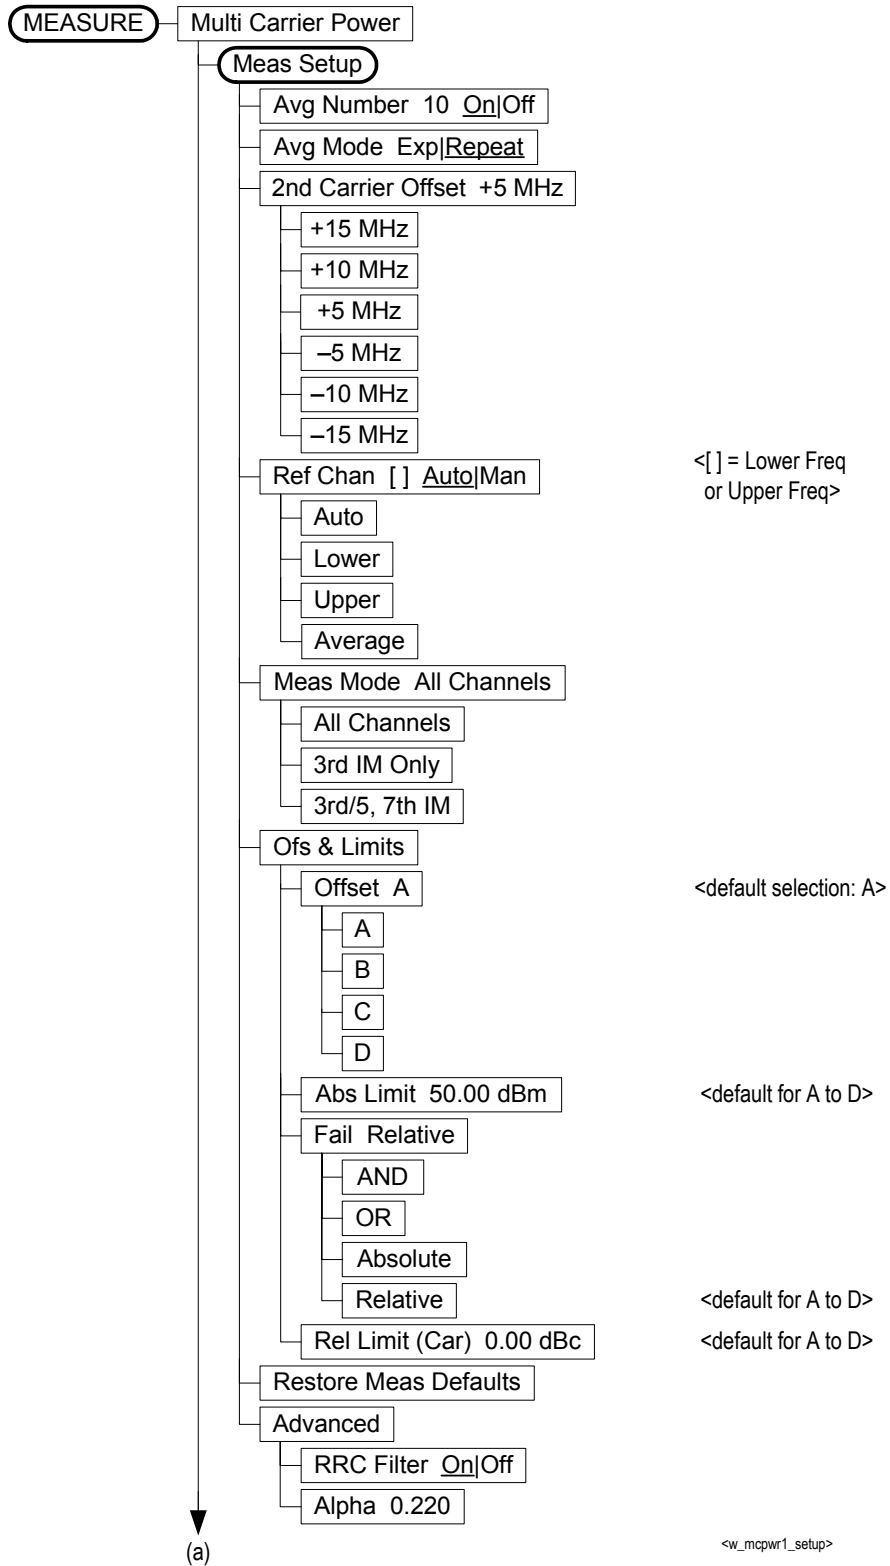 MEASURE Multi Carrier Power
Meas Setup
Avg Number 10 On|Off
Avg Mode Exp|Repeat
2nd Carrier Offset +5 MHz
+15 MHz
+10 MHz
+5 MHz
–5 MHz
–10 MHz
–15 MHz
Ref Chan [ ] Auto|Man
<[ ] = Lower Freq
or Upper Freq>
Auto
Lower
Upper
Average
Meas Mode All Channels
All Channels
3rd IM Only
3rd/5, 7th IM
Ofs & Limits
Offset A <default selection: A>
A
B
C
D
Abs Limit 50.00 dBm <default for A to D>
Fail Relative
AND
OR
Absolute
Relative <default for A to D>
Rel Limit (Car) 0.00 dBc <default for A to D>
Restore Meas Defaults
Advanced
RRC Filter On|Off
Alpha 0.220
(a)
<w_mcpwr1_setup>